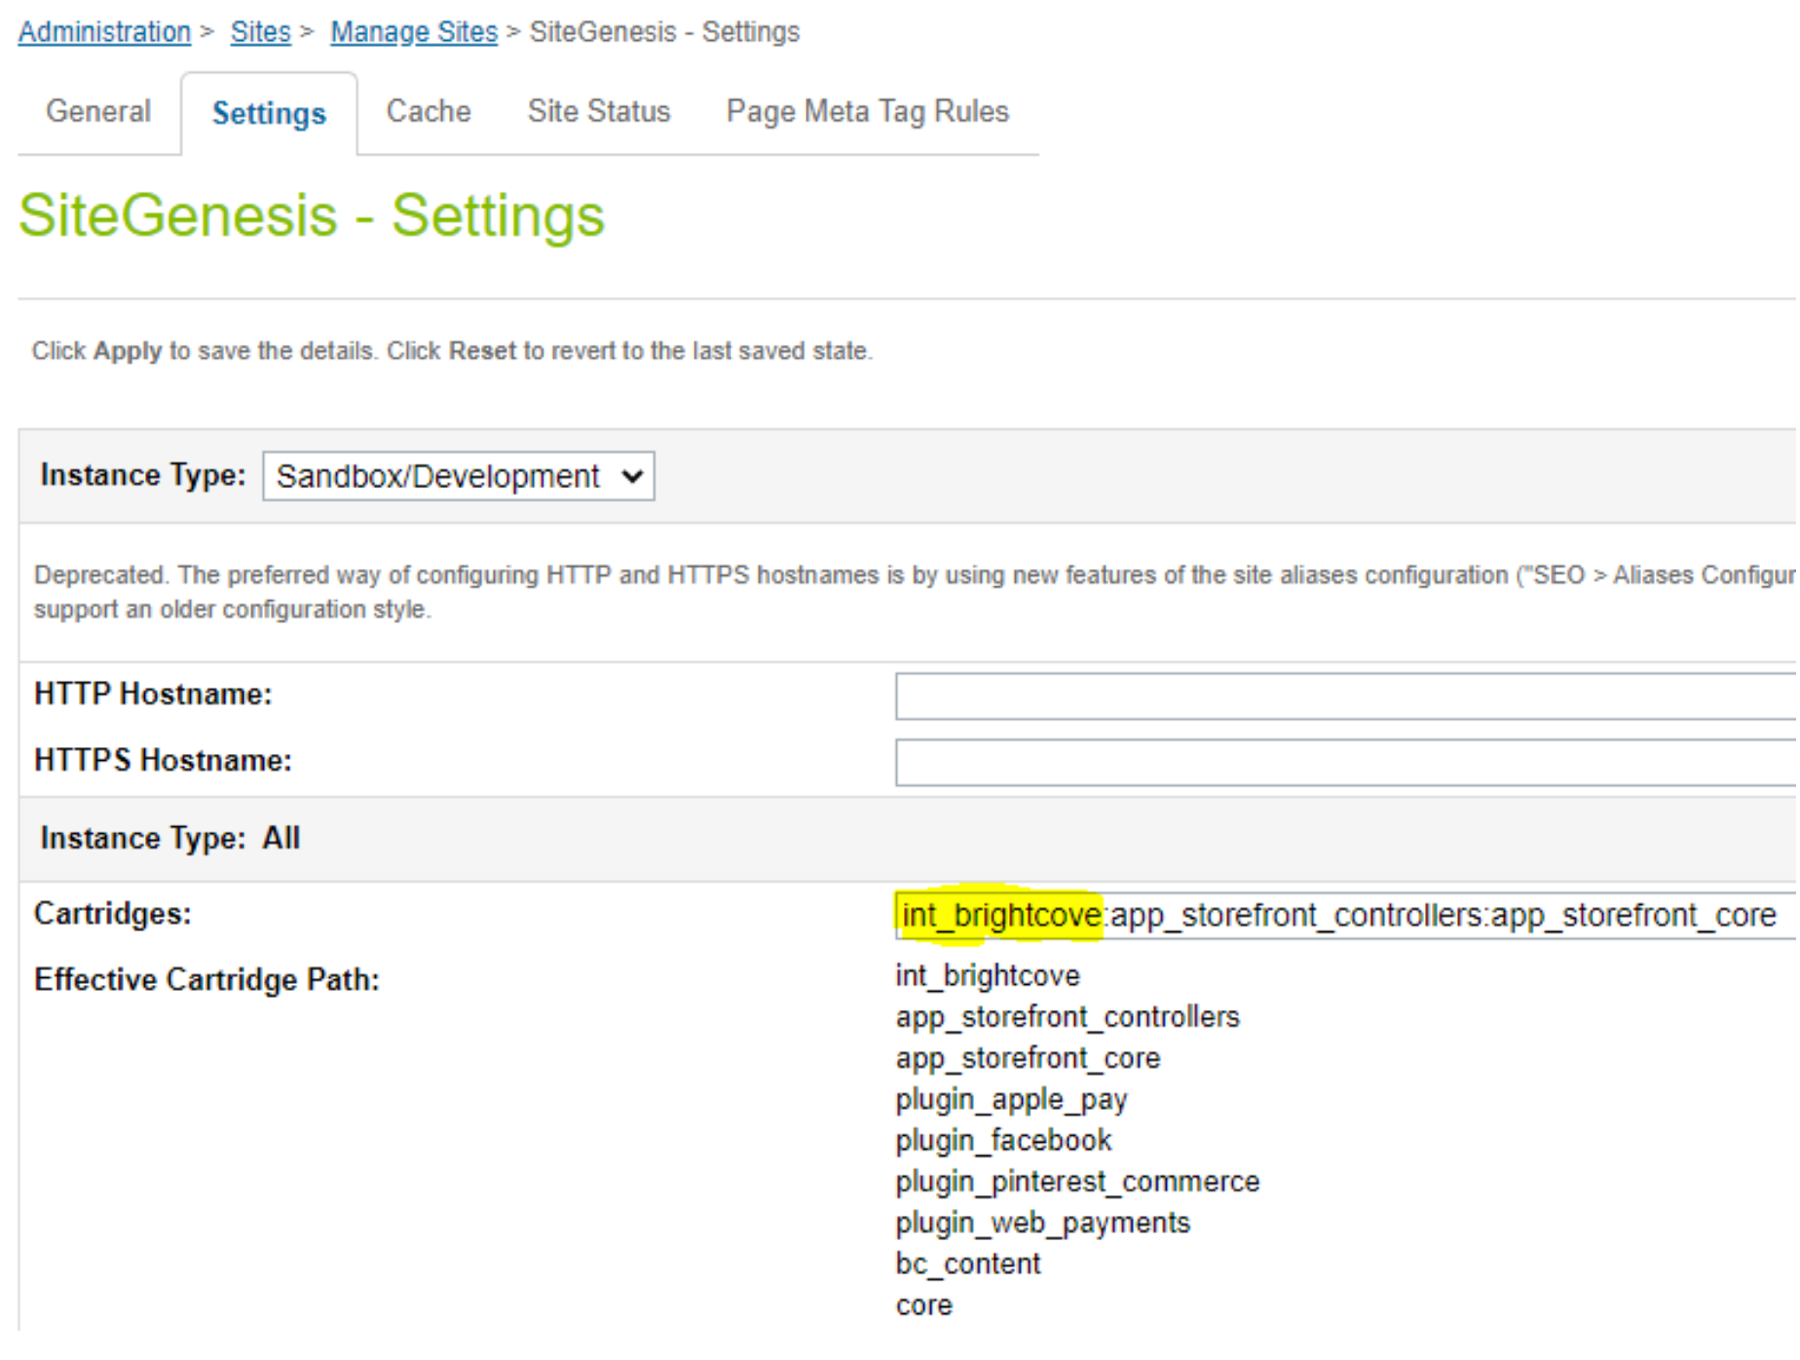 Administration > Sites > Manage Sites > SiteGenesis - Settings
General Settings Cache Site Status Page Meta Tag Rules
SiteGenesis - Settings
Click Apply to save the details. Click Reset to revert to the last saved state.
Instance Type: Sandbox/Development
Deprecated. The preferred way of configuring HTTP and HTTPS hostnames is by using new features of the site aliases configuration ("SEO > Aliases Configur
support an older configuration style.
HTTP Hostname:
HTTPS Hostname:
Instance Type: All
Cartridges: int_brightcove:app_storefront_controllers:app_storefront_core
Effective Cartridge Path: int_brightcove
app_storefront_controllers
app_storefront_core
plugin_apple_pay
plugin_facebook
plugin_pinterest_commerce
plugin_web_payments
bc_content
core